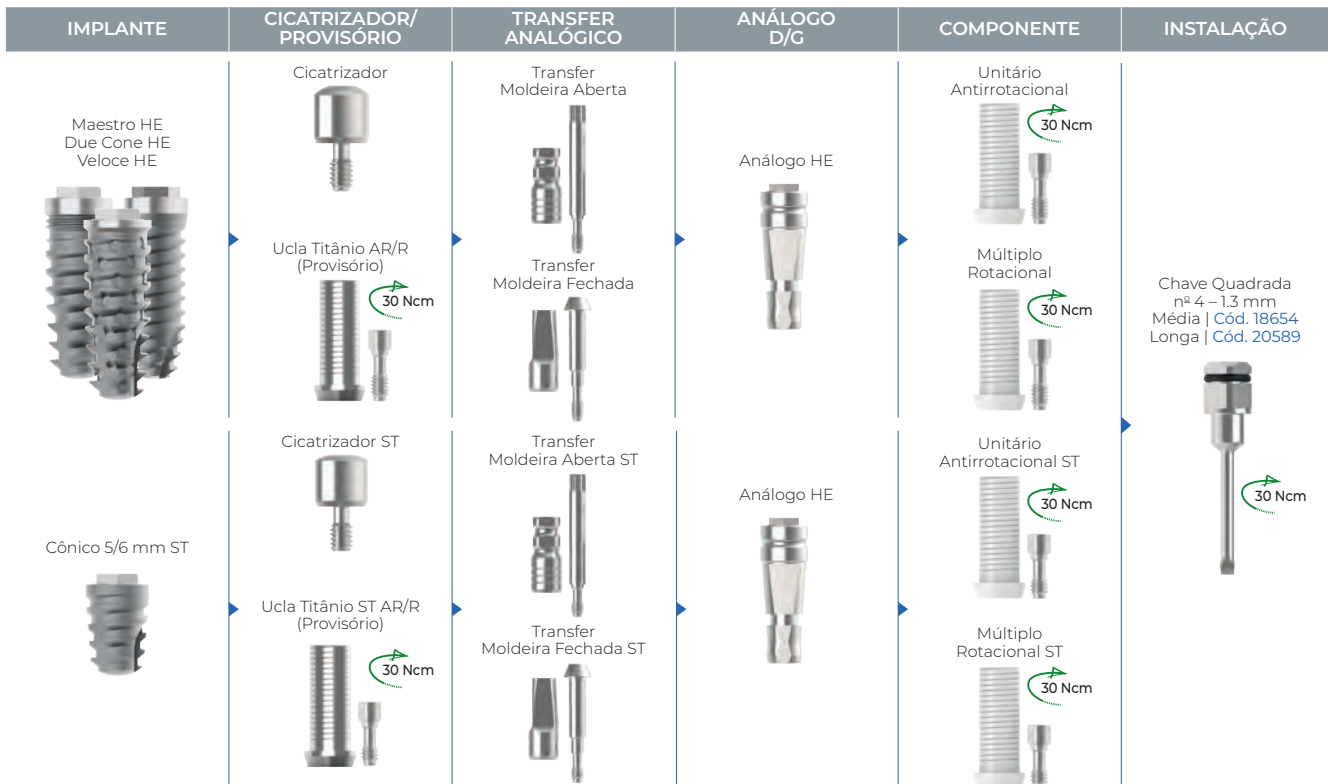 IMPLANTE
CICATRIZADOR/
PROVISÓRIO
TRANSFER
ANALÓGICO
ANÁLOGO
D/G
COMPONENTE
INSTALAÇÃO
Maestro HE
Due Cone HE
Veloce HE
Cicatrizador
Ucla Titânio AR/R
(Provisório)
30 Ncm
Transfer
Moldeira Aberta
Transfer
Moldeira Fechada
Análogo HE
Unitário
Antirrotacional
30 Ncm
Múltiplo
Rotacional
30 Ncm
Chave Quadrada
nº 4 – 1.3 mm
Média | Cód. 18654
Longa | Cód. 20589
30 Ncm
Cônico 5/6 mm ST
Cicatrizador ST
Ucla Titânio ST AR/R
(Provisório)
30 Ncm
Transfer
Moldeira Aberta ST
Transfer
Moldeira Fechada ST
Análogo HE
Unitário
Antirrotacional ST
30 Ncm
Múltiplo
Rotacional ST
30 Ncm